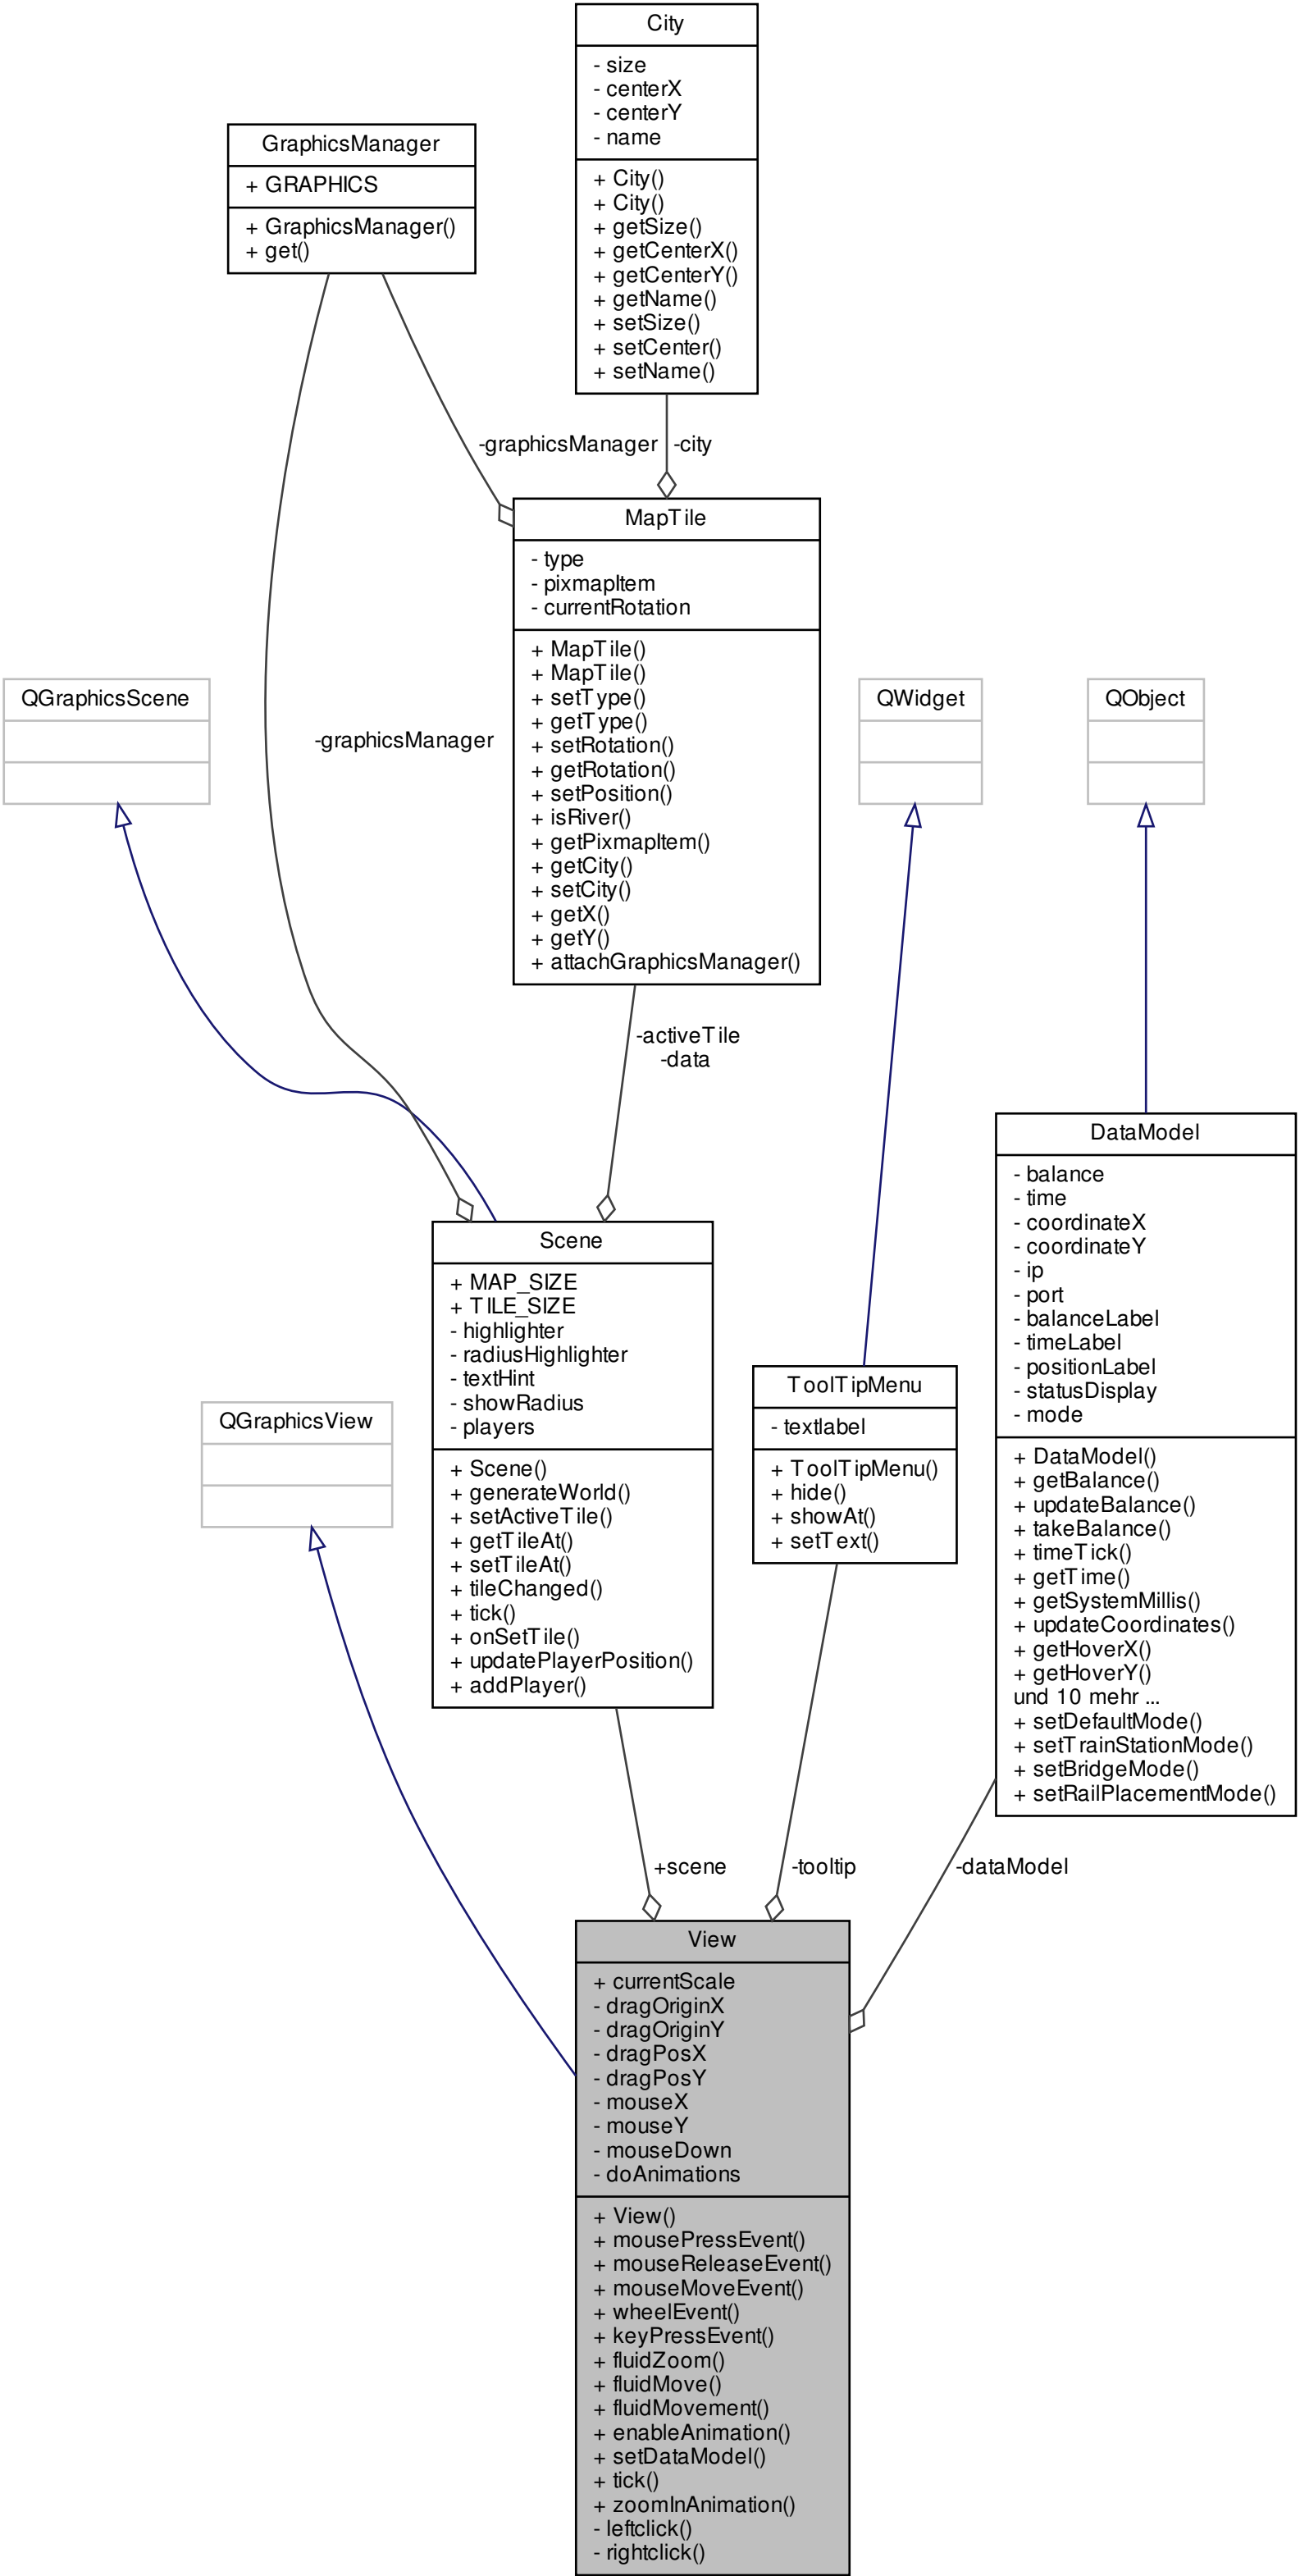 City
- size
- centerX
- centerY
- name
+ City()
+ City()
+ getSize()
+ getCenterX()
+ getCenterY()
+ getName()
+ setSize()
+ setCenter()
+ setName()
GraphicsManager
+ GRAPHICS
+ GraphicsManager()
+ get()
-graphicsManager
-city
MapTile
- type
- pixmapItem
- currentRotation
+ MapTile()
+ MapTile()
+ setType()
+ getType()
+ setRotation()
+ getRotation()
+ setPosition()
+ isRiver()
+ getPixmapItem()
+ getCity()
+ setCity()
+ getX()
+ getY()
+ attachGraphicsManager()
QGraphicsScene
-graphicsManager
QWidget
QObject
-activeTile
-data
Scene
+ MAP_SIZE
+ TILE_SIZE
- highlighter
- radiusHighlighter
- textHint
- showRadius
- players
+ Scene()
+ generateWorld()
+ setActiveTile()
+ getTileAt()
+ setTileAt()
+ tileChanged()
+ tick()
+ onSetTile()
+ updatePlayerPosition()
+ addPlayer()
ToolTipMenu
- textlabel
+ ToolTipMenu()
+ hide()
+ showAt()
+ setText()
DataModel
- balance
- time
- coordinateX
- coordinateY
- ip
- port
- balanceLabel
- timeLabel
- positionLabel
- statusDisplay
- mode
+ DataModel()
+ getBalance()
+ updateBalance()
+ takeBalance()
+ timeTick()
+ getTime()
+ getSystemMillis()
+ updateCoordinates()
+ getHoverX()
+ getHoverY()
und 10 mehr ...
+ setDefaultMode()
+ setTrainStationMode()
+ setBridgeMode()
+ setRailPlacementMode()
QGraphicsView
+scene
-tooltip
-dataModel
View
+ currentScale
- dragOriginX
- dragOriginY
- dragPosX
- dragPosY
- mouseX
- mouseY
- mouseDown
- doAnimations
+ View()
+ mousePressEvent()
+ mouseReleaseEvent()
+ mouseMoveEvent()
+ wheelEvent()
+ keyPressEvent()
+ fluidZoom()
+ fluidMove()
+ fluidMovement()
+ enableAnimation()
+ setDataModel()
+ tick()
+ zoomInAnimation()
- leftclick()
- rightclick()